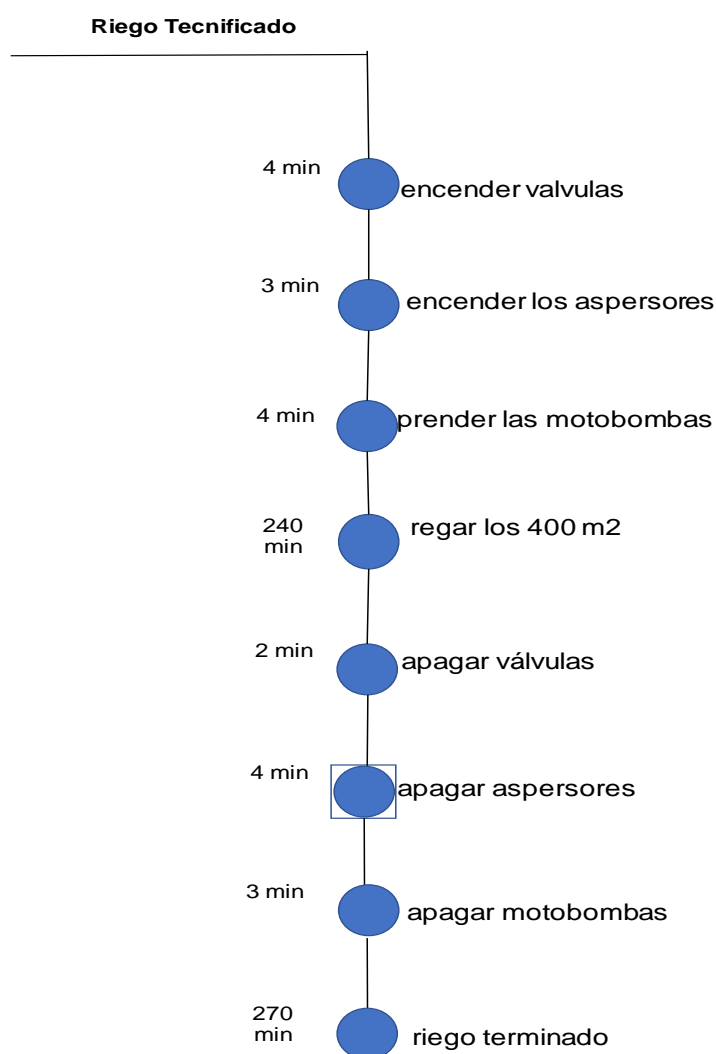 Riego Tecnificado
4 min
encender valvulas
3 min
encender los aspersores
4 min
prender las motobombas
240
min
regar los 400 m2
2 min
apagar válvulas
4 min
apagar aspersores
3 min
apagar motobombas
270
min
riego terminado